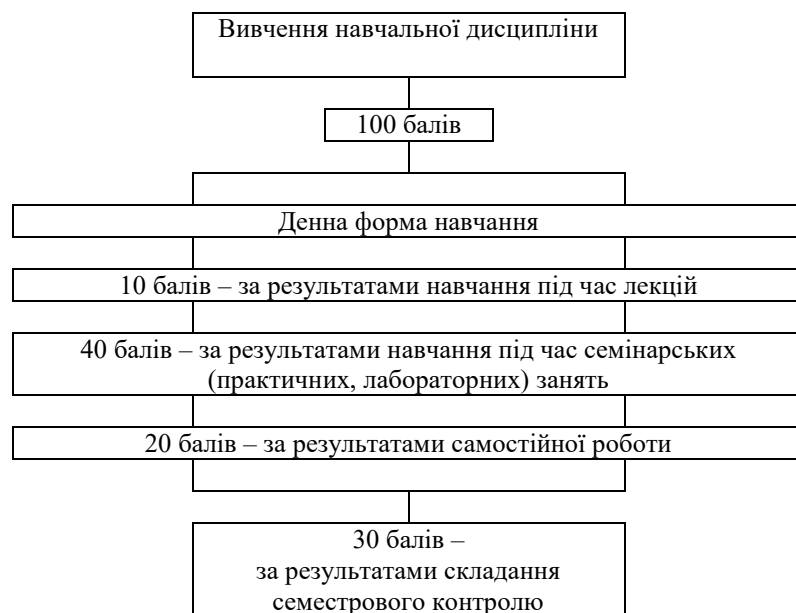 Вивчення навчальної дисципліни
100 балів
Денна форма навчання
10 балів – за результатами навчання під час лекцій
40 балів – за результатами навчання під час семінарських
(практичних, лабораторних) занять
20 балів – за результатами самостійної роботи
30 балів –
за результатами складання
семестрового контролю